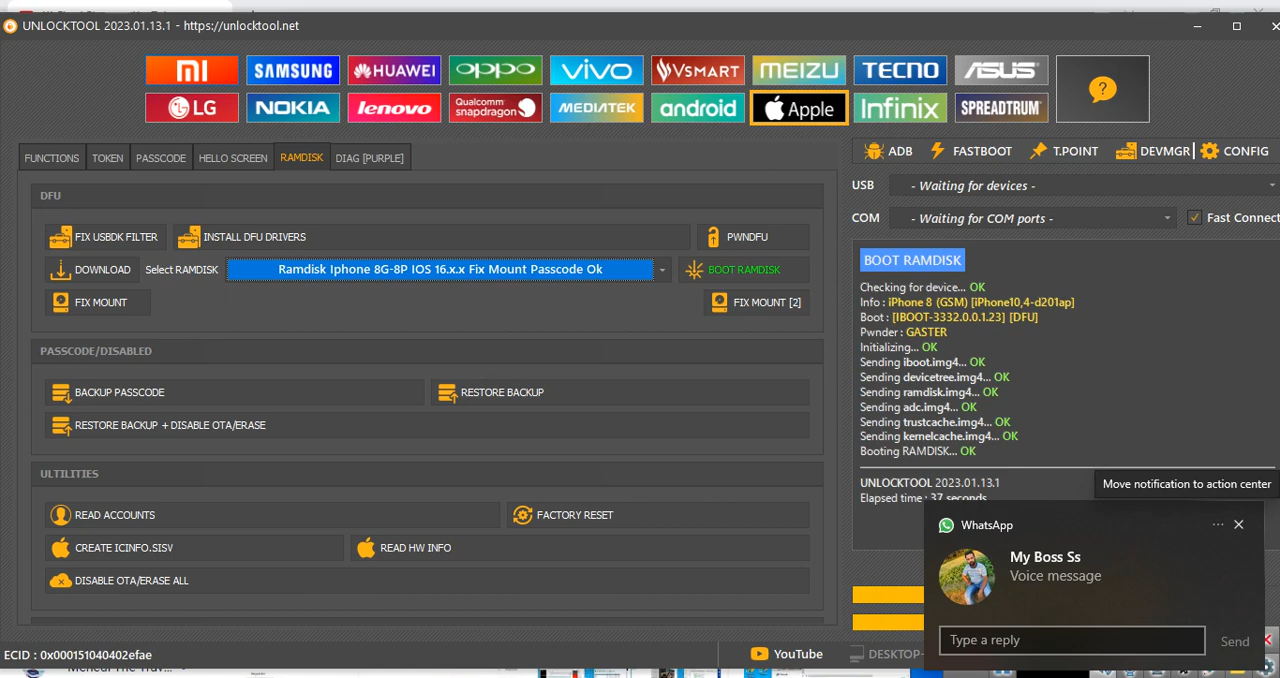 UNLOCKTOOL 2023.01.13.1 - https://unlocktool.net
MI SAMSUNG HUAWEI OPPO VIVO VSMART MEIZU TECNO ASUS
LG NOKIA lenovo Qualcomm snapdragon MEDIATEK android Apple Infinix SPREADTRUM ?
FUNCTIONS TOKEN PASSCODE HELLO SCREEN RAMDISK DIAG [PURPLE]
DFU
FIX USBDK FILTER INSTALL DFU DRIVERS PWNDFU
DOWNLOAD Select RAMDISK Ramdisk Iphone 8G-8P IOS 16.x.x Fix Mount Passcode Ok BOOT RAMDISK
FIX MOUNT FIX MOUNT [2]
PASSCODE/DISABLED
BACKUP PASSCODE RESTORE BACKUP
RESTORE BACKUP + DISABLE OTA/ERASE
ULTILITIES
READ ACCOUNTS FACTORY RESET
CREATE ICINFO.SISV READ HW INFO
DISABLE OTA/ERASE ALL
ADB FASTBOOT T.POINT DEVMGR CONFIG
USB - Waiting for devices -
COM - Waiting for COM ports - Fast Connect
BOOT RAMDISK
Checking for device... OK
Info : iPhone 8 (GSM) [iPhone10,4-d201ap]
Boot : [IBOOT-3332.0.0.1.23] [DFU]
Pwnder : GASTER
Initializing... OK
Sending iboot.img4... OK
Sending devicetree.img4... OK
Sending ramdisk.img4... OK
Sending adc.img4... OK
Sending trustcache.img4... OK
Sending kernelcache.img4... OK
Booting RAMDISK... OK
UNLOCKTOOL 2023.01.13.1
Elapsed time : 37 seconds
Move notification to action center
WhatsApp
My Boss Ss
Voice message
Type a reply Send
ECID : 0x000151040402efae YouTube DESKTOP-